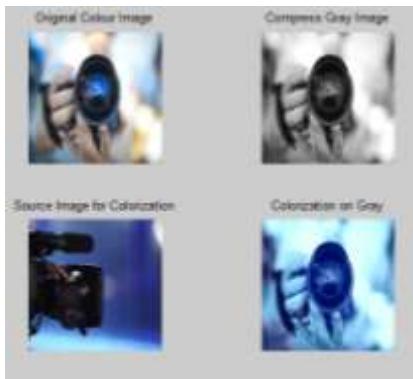 Original Colour Image
Compress Gray Image
Source Image for Colorization
Colorization on Gray